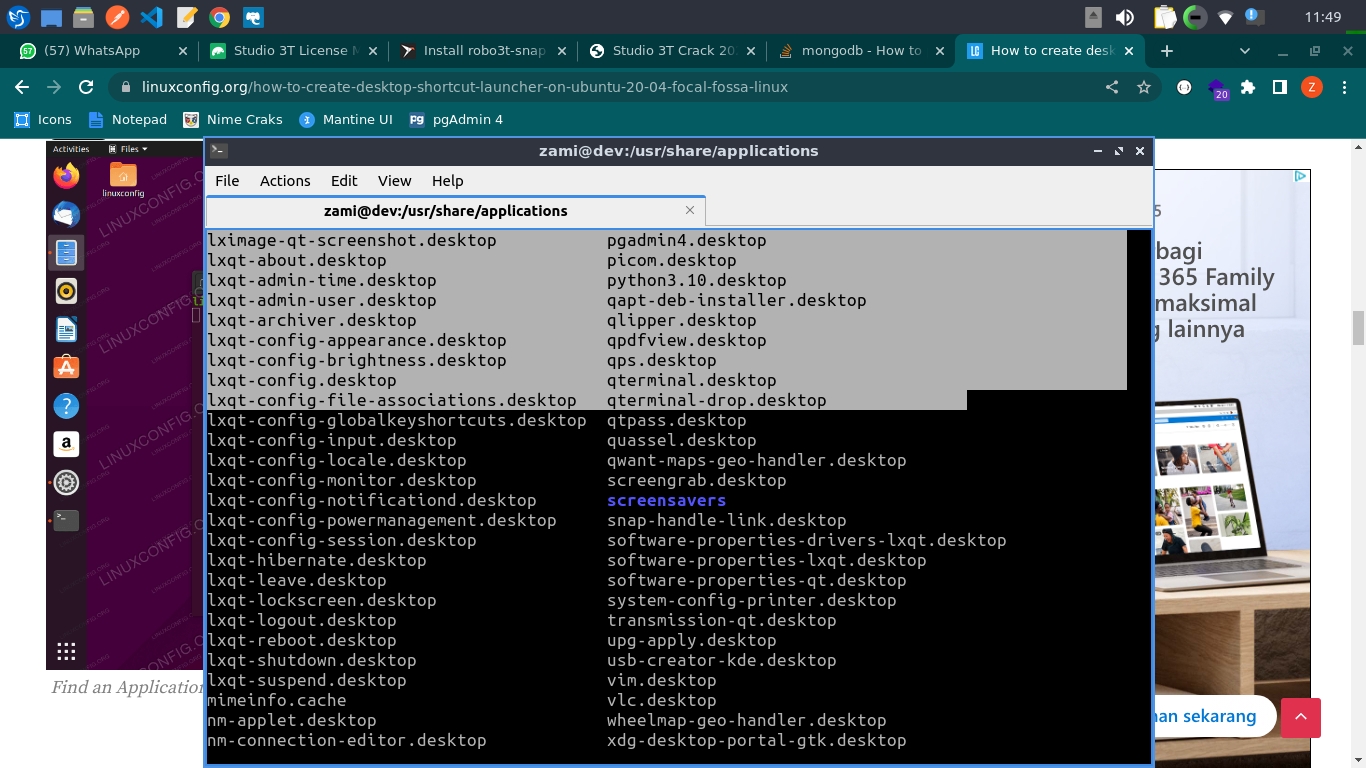 11:49
(57) WhatsApp
Studio 3T License M
Install robo3t-snap
Studio 3T Crack 202
mongodb - How to
How to create desk
linuxconfig.org/how-to-create-desktop-shortcut-launcher-on-ubuntu-20-04-focal-fossa-linux
20
Z
Icons
Notepad
Nime Craks
Mantine UI
pg
pgAdmin 4
Activities
Files
linuxconfig
zami@dev:/usr/share/applications
File Actions Edit View Help
zami@dev:/usr/share/applications
lximage-qt-screenshot.desktop pgadmin4.desktop
lxqt-about.desktop picom.desktop
lxqt-admin-time.desktop python3.10.desktop
lxqt-admin-user.desktop qapt-deb-installer.desktop
lxqt-archiver.desktop qlipper.desktop
lxqt-config-appearance.desktop qpdfview.desktop
lxqt-config-brightness.desktop qps.desktop
lxqt-config.desktop qterminal.desktop
lxqt-config-file-associations.desktop qterminal-drop.desktop
lxqt-config-globalkeyshortcuts.desktop qtpass.desktop
lxqt-config-input.desktop quassel.desktop
lxqt-config-locale.desktop qwant-maps-geo-handler.desktop
lxqt-config-monitor.desktop screengrab.desktop
lxqt-config-notificationd.desktop screensavers
lxqt-config-powermanagement.desktop snap-handle-link.desktop
lxqt-config-session.desktop software-properties-drivers-lxqt.desktop
lxqt-hibernate.desktop software-properties-lxqt.desktop
lxqt-leave.desktop software-properties-qt.desktop
lxqt-lockscreen.desktop system-config-printer.desktop
lxqt-logout.desktop transmission-qt.desktop
lxqt-reboot.desktop upg-apply.desktop
lxqt-shutdown.desktop usb-creator-kde.desktop
lxqt-suspend.desktop vim.desktop
mimeinfo.cache vlc.desktop
nm-applet.desktop wheelmap-geo-handler.desktop
nm-connection-editor.desktop xdg-desktop-portal-gtk.desktop
Find an Application
5
bagi
365 Family
maksimal
g lainnya
nan sekarang